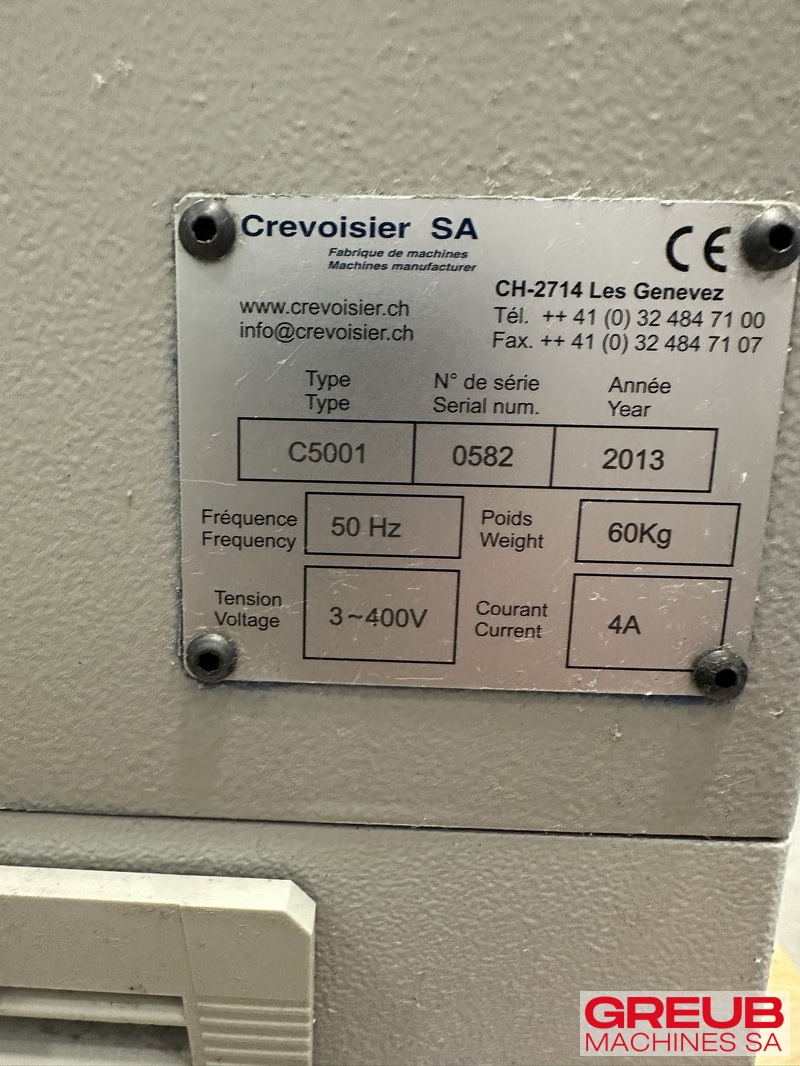 Crevoisier SA
Fabrique de machines
Machines manufacturer
CE
www.crevoisier.ch
info@crevoisier.ch
CH-2714 Les Genevez
Tél. ++ 41 (0) 32 484 71 00
Fax. ++ 41 (0) 32 484 71 07
Type N° de série Année
Type Serial num. Year
C5001 0582 2013
Fréquence
Frequency
50 Hz
Poids
Weight
60Kg
Tension
Voltage
3~400V
Courant
Current
4A
GREUB
MACHINES SA